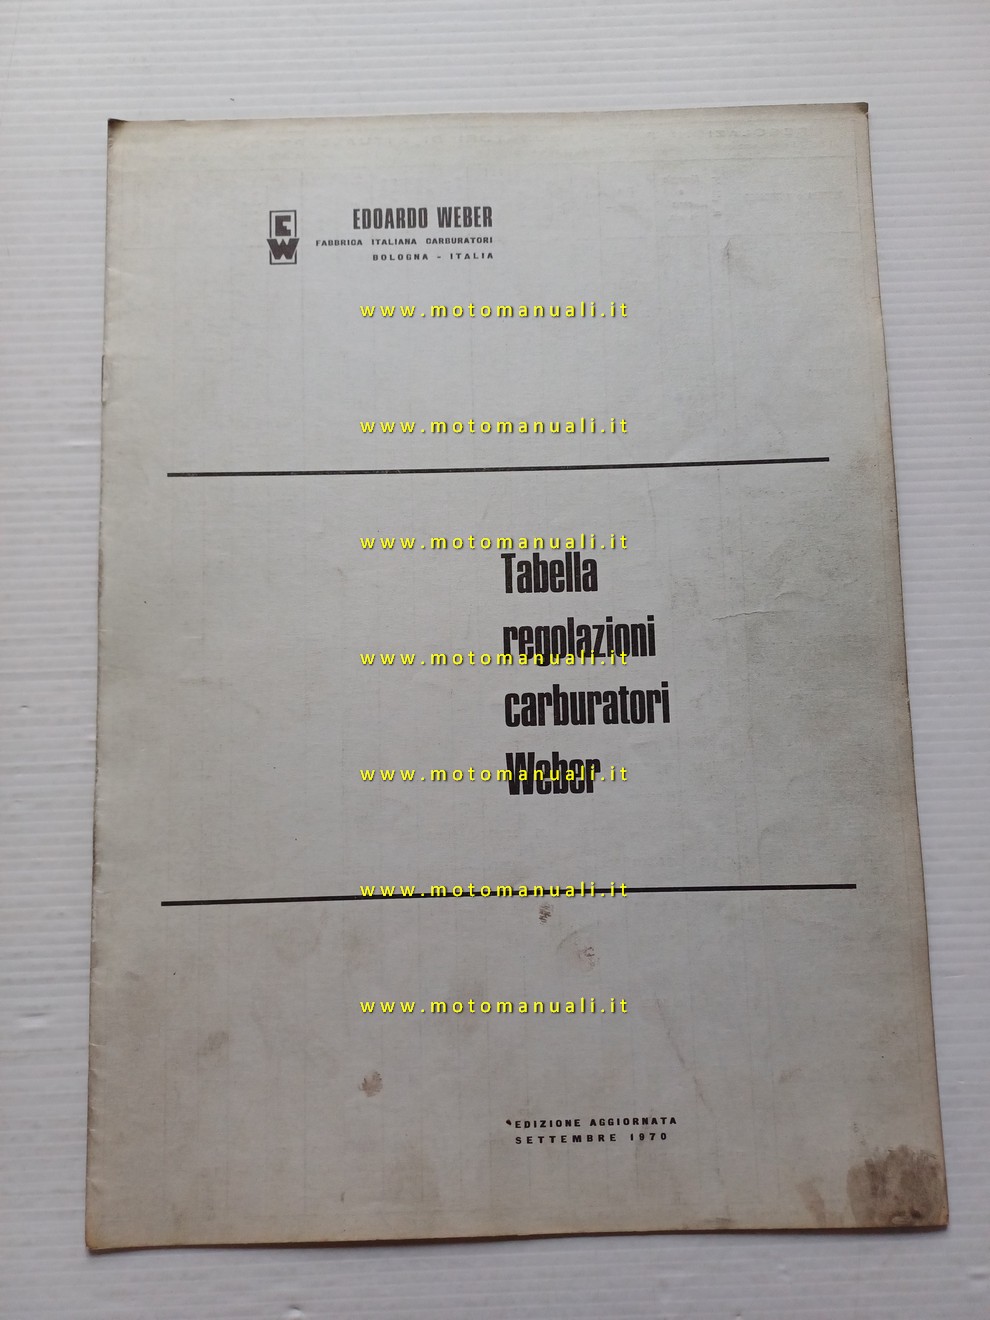 EW
EDOARDO WEBER
FABBRICA ITALIANA CARBURATORI
BOLOGNA - ITALIA
www.motomanuali.it
www.motomanuali.it
www.motomanuali.it
Tabella
regolazioni
www.motomanuali.it
carburatori
Weber
www.motomanuali.it
www.motomanuali.it
www.motomanuali.it
EDIZIONE AGGIORNATA
SETTEMBRE 1970